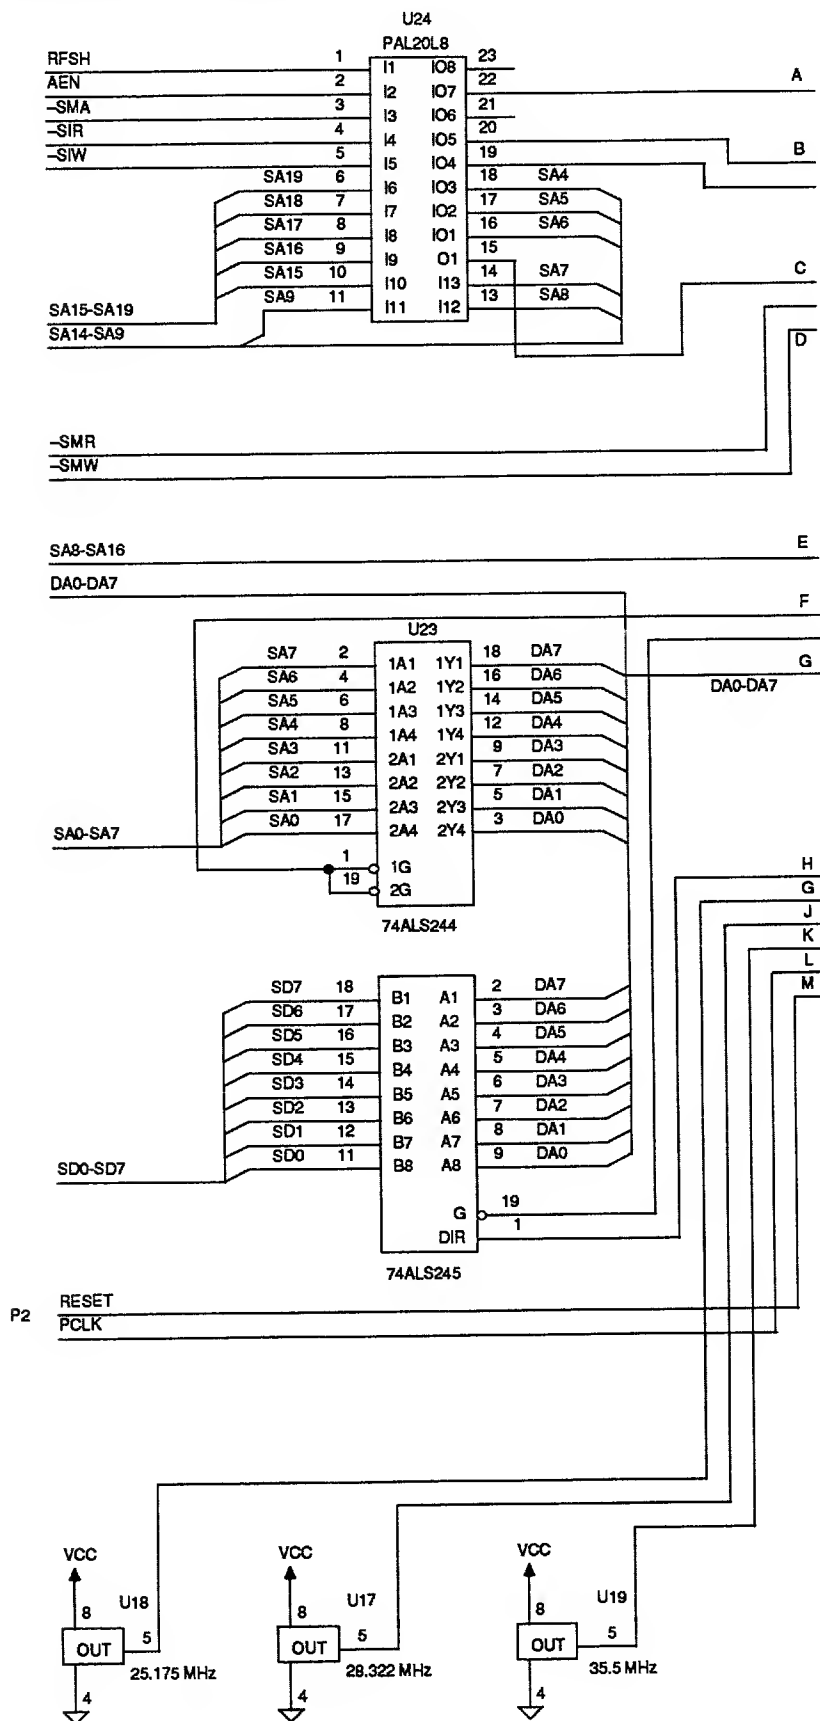 U24
PAL20L8
RFSH 1 I1 IO8 23
AEN 2 I2 IO7 22 A
–SMA 3 I3 IO6 21
–SIR 4 I4 IO5 20 B
–SIW 5 I5 IO4 19
SA19 6 I6 IO3 18 SA4
SA18 7 I7 IO2 17 SA5
SA17 8 I8 IO1 16 SA6
SA16 9 I9 O1 15
SA15 10 I10 I13 14 SA7 C
SA9 11 I11 I12 13 SA8
SA15-SA19
SA14-SA9 D
–SMR
–SMW
SA8-SA16 E
DA0-DA7
F
U23
SA7 2 1A1 1Y1 18 DA7 G
SA6 4 1A2 1Y2 16 DA6 DA0-DA7
SA5 6 1A3 1Y3 14 DA5
SA4 8 1A4 1Y4 12 DA4
SA3 11 2A1 2Y1 9 DA3
SA2 13 2A2 2Y2 7 DA2
SA1 15 2A3 2Y3 5 DA1
SA0 17 2A4 2Y4 3 DA0
SA0-SA7
1 1G H
19 2G G
74ALS244 J
K
L
SD7 18 B1 A1 2 DA7 M
SD6 17 B2 A2 3 DA6
SD5 16 B3 A3 4 DA5
SD4 15 B4 A4 5 DA4
SD3 14 B5 A5 6 DA3
SD2 13 B6 A6 7 DA2
SD1 12 B7 A7 8 DA1
SD0 11 B8 A8 9 DA0
SD0-SD7
G 19
DIR 1
74ALS245
RESET
P2
PCLK
VCC VCC VCC
8 U18 8 U17 8 U19
OUT 5 OUT 5 OUT 5
25.175 MHz 28.322 MHz 35.5 MHz
4 4 4